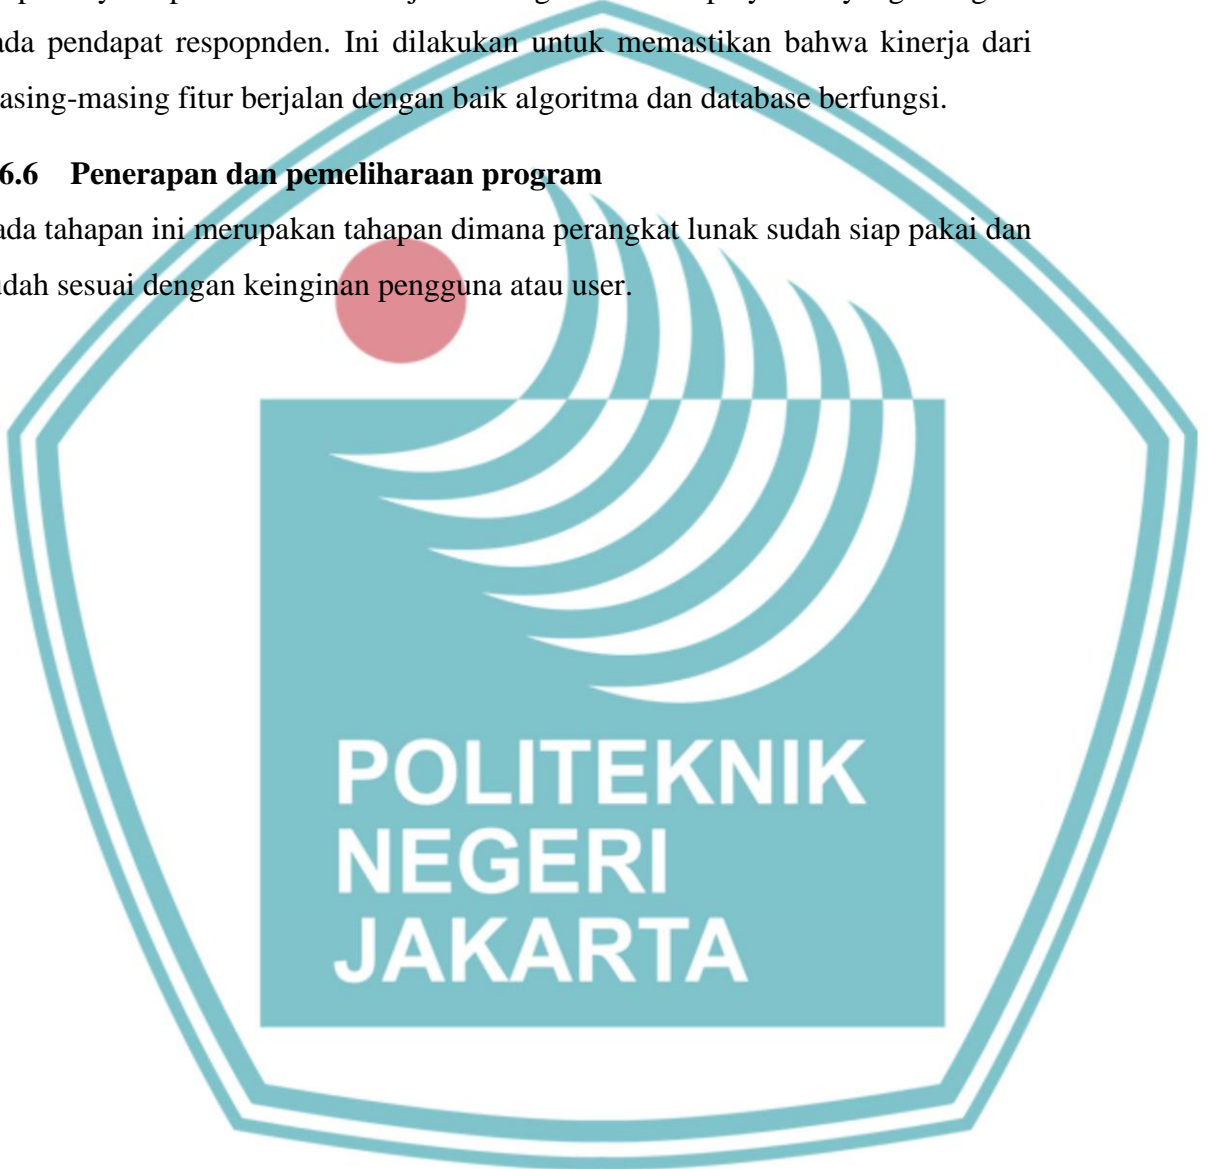 ada pendapat respopnden. Ini dilakukan untuk memastikan bahwa kinerja dari
asing-masing fitur berjalan dengan baik algoritma dan database berfungsi.
6.6 Penerapan dan pemeliharaan program
ada tahapan ini merupakan tahapan dimana perangkat lunak sudah siap pakai dan
udah sesuai dengan keinginan pengguna atau user.
POLITEKNIK
NEGERI
JAKARTA